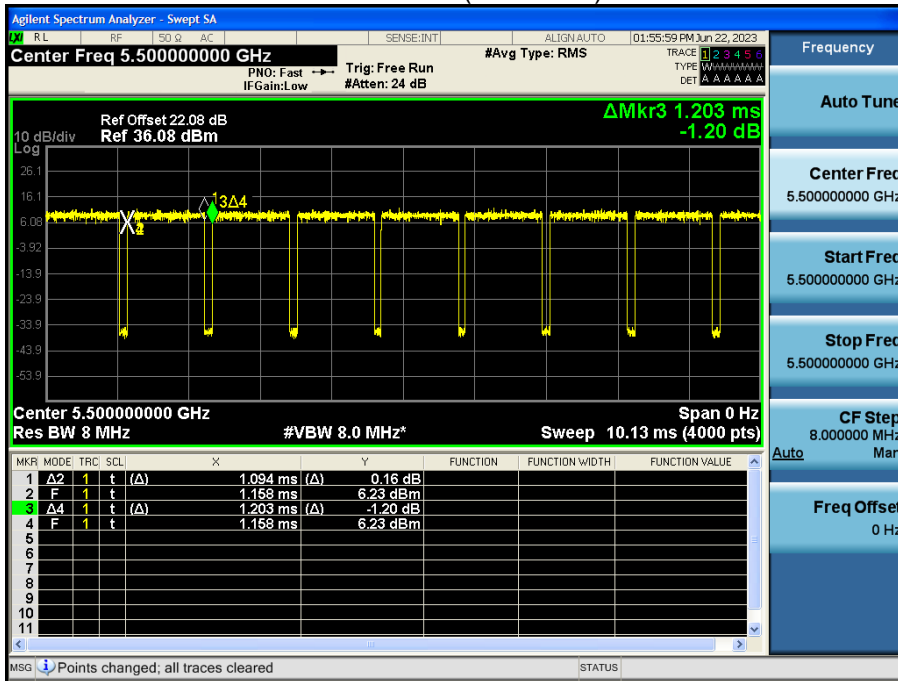 Agilent Spectrum Analyzer - Swept SA
LXI RL RF 50 Ω AC SENSE:INT ALIGN AUTO 01:55:59 PM Jun 22, 2023
Center Freq 5.500000000 GHz #Avg Type: RMS TRACE 1 2 3 4 5 6
PNO: Fast Trig: Free Run TYPE WWWWWW
IFGain:Low #Atten: 24 dB DET A A A A A A
Frequency
Auto Tune
Ref Offset 22.08 dB ΔMkr3 1.203 ms
10 dB/div Ref 36.08 dBm -1.20 dB
Log
26.1
16.1
6.08
-3.92
-13.9
-23.9
-33.9
-43.9
-53.9
3Δ4
Center 5.500000000 GHz Span 0 Hz
Res BW 8 MHz #VBW 8.0 MHz* Sweep 10.13 ms (4000 pts)
MKR MODE TRC SCL X Y FUNCTION FUNCTION WIDTH FUNCTION VALUE
1 Δ2 1 t (Δ) 1.094 ms (Δ) 0.16 dB
2 F 1 t 1.158 ms 6.23 dBm
3 Δ4 1 t (Δ) 1.203 ms (Δ) -1.20 dB
4 F 1 t 1.158 ms 6.23 dBm
5
6
7
8
9
10
11
Center Freq
5.500000000 GHz
Start Freq
5.500000000 GHz
Stop Freq
5.500000000 GHz
CF Step
8.000000 MHz
Auto Man
Freq Offset
0 Hz
MSG Points changed; all traces cleared STATUS